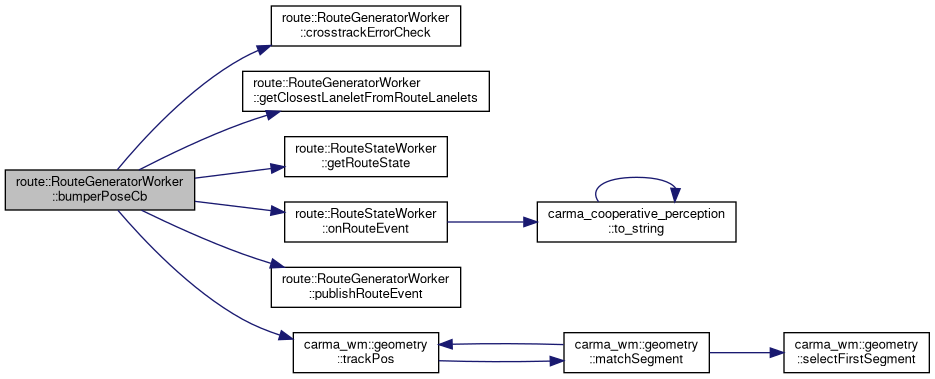 route::RouteGeneratorWorker
::crosstrackErrorCheck
route::RouteGeneratorWorker
::getClosestLaneletFromRouteLanelets
route::RouteStateWorker
::getRouteState
route::RouteGeneratorWorker
::bumperPoseCb
route::RouteStateWorker
::onRouteEvent
carma_cooperative_perception
::to_string
route::RouteGeneratorWorker
::publishRouteEvent
carma_wm::geometry
::trackPos
carma_wm::geometry
::matchSegment
carma_wm::geometry
::selectFirstSegment